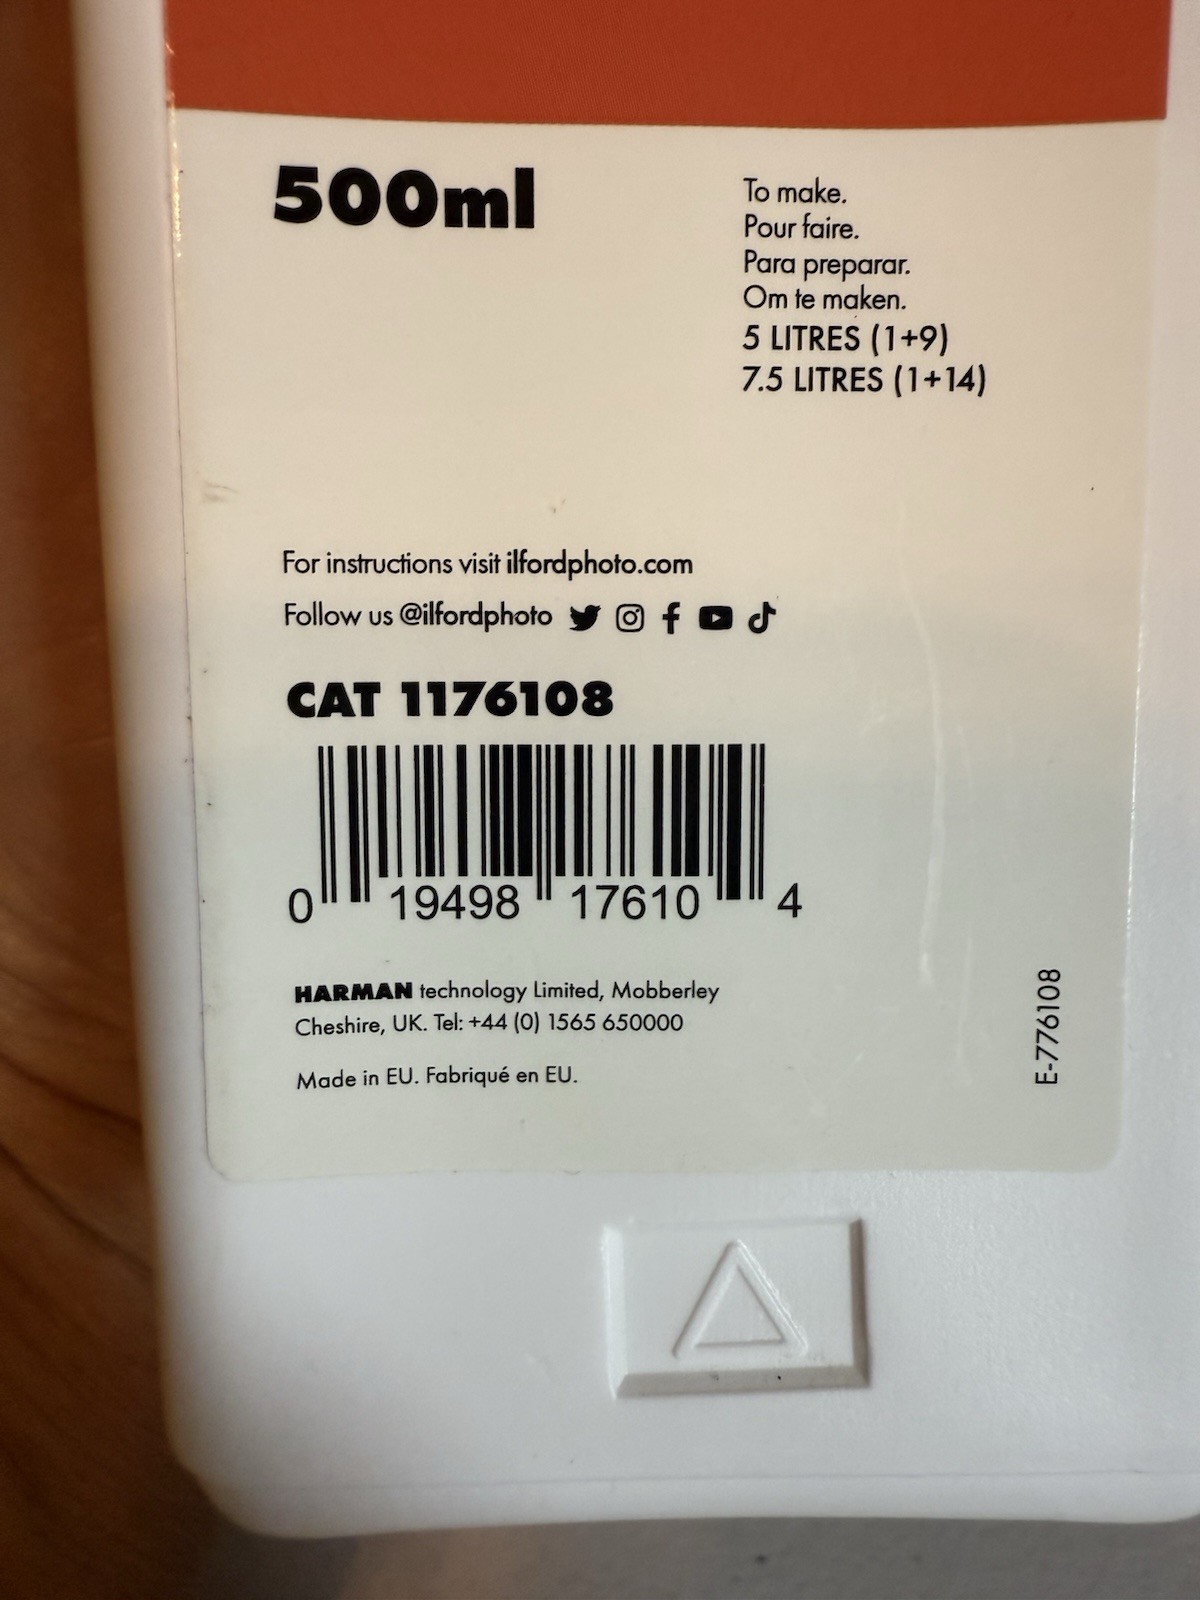 500ml
To make.
Pour faire.
Para preparar.
Om te maken.
5 LITRES (1+9)
7.5 LITRES (1+14)
For instructions visit ilfordphoto.com
Follow us @ilfordphoto
CAT 1176108
0 19498 17610 4
HARMAN technology Limited, Mobberley
Cheshire, UK. Tel: +44 (0) 1565 650000
Made in EU. Fabriqué en EU.
E-776108